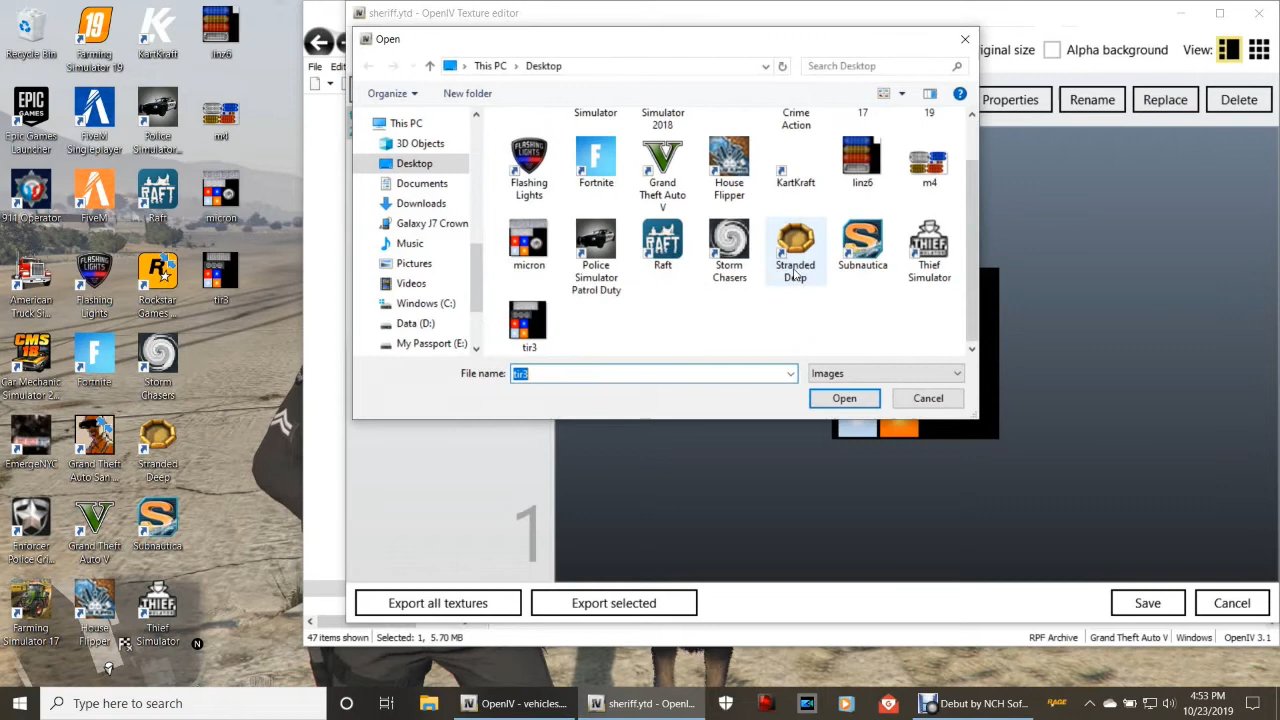 Recycle Bin
Farming Simulator 19
KartKraft
linz6
Epic Games Launcher
FiveM Singleplayer
Police Simulator...
m4
911 Operator
FiveM
Raft
micron
American Truck Si...
Flashing Lights
Rockstar Games ...
tir3
Car Mechanic Simulator 2...
Fortnite
Storm Chasers
EmergeNYC
Grand Theft Auto San ...
Stranded Deep
Enforcer Police Cri...
Grand Theft Auto V
Subnautica
Farming Simulator 17
House Flipper
Thief Simulator
sheriff.ytd - OpenIV Texture editor
File
Edi
iginal size
Alpha background
View:
Properties
Rename
Replace
Delete
Open
This PC > Desktop
Search Desktop
Organize
New folder
This PC
3D Objects
Desktop
Documents
Downloads
Galaxy J7 Crown
Music
Pictures
Videos
Windows (C:)
Data (D:)
My Passport (E:)
Simulator
Simulator 2018
Crime Action
17
19
Flashing Lights
Fortnite
Grand Theft Auto V
House Flipper
KartKraft
linz6
m4
micron
Police Simulator Patrol Duty
Raft
Storm Chasers
Stranded Deep
Subnautica
Thief Simulator
tir3
File name:
tir3
Images
Open
Cancel
1
Export all textures
Export selected
Save
Cancel
47 items shown
Selected: 1, 5.70 MB
RPF Archive
Grand Theft Auto V
Windows
OpenIV 3.1
Type here to search
OpenIV - vehicles...
sheriff.ytd - OpenI...
Debut by NCH Sof...
RAGE
4:53 PM
10/23/2019